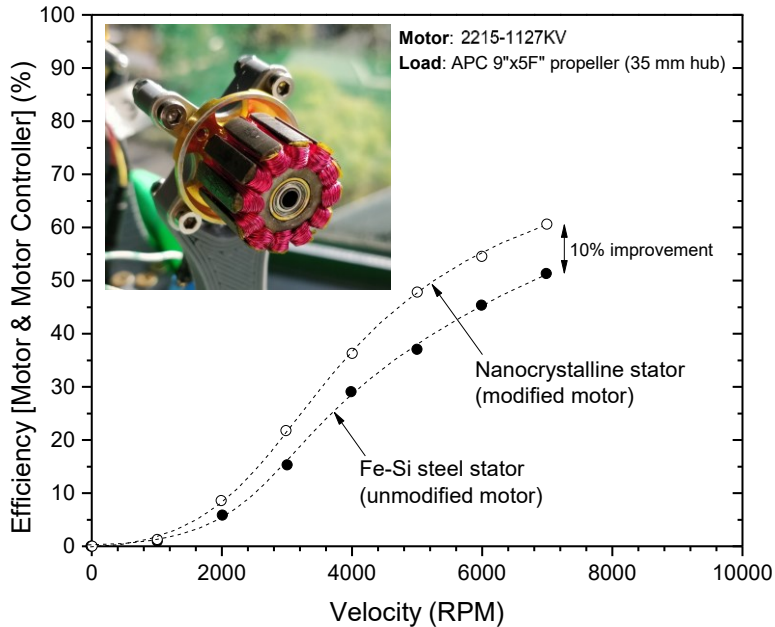 Motor: 2215-1127KV
Load: APC 9"x5F" propeller (35 mm hub)
Efficiency [Motor & Motor Controller] (%)
100
90
80
70
60
50
40
30
20
10
0
10% improvement
Nanocrystalline stator
(modified motor)
Fe-Si steel stator
(unmodified motor)
0 2000 4000 6000 8000 10000
Velocity (RPM)